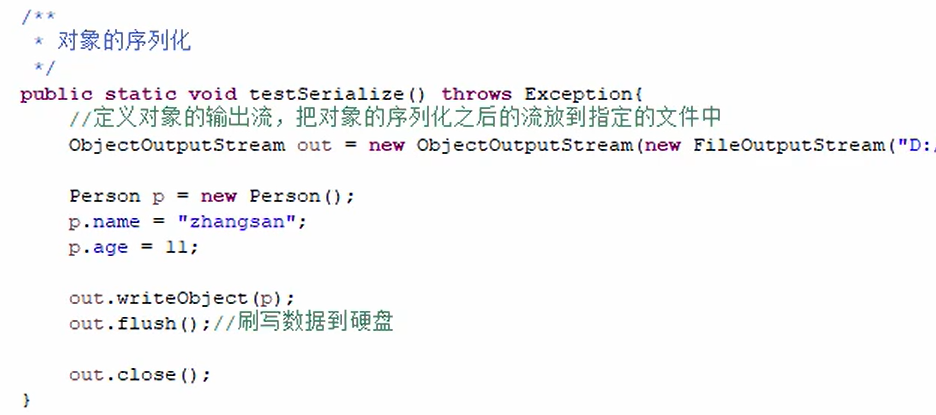 /**
 * 对象的序列化
 */
public static void testSerialize() throws Exception{
    //定义对象的输出流，把对象的序列化之后的流放到指定的文件中
    ObjectOutputStream out = new ObjectOutputStream(new FileOutputStream("D:/
    Person p = new Person();
    p.name = "zhangsan";
    p.age = 11;
    out.writeObject(p);
    out.flush();//刷写数据到硬盘
    out.close();
}